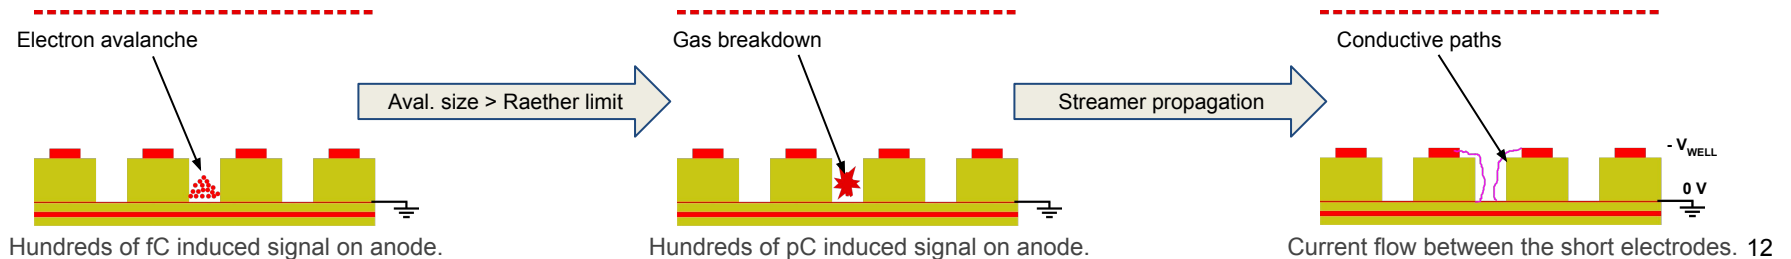 Electron avalanche
Gas breakdown
Conductive paths
Aval. size > Raether limit
Streamer propagation
- VWELL
0 V
Hundreds of fC induced signal on anode.
Hundreds of pC induced signal on anode.
Current flow between the short electrodes. 12